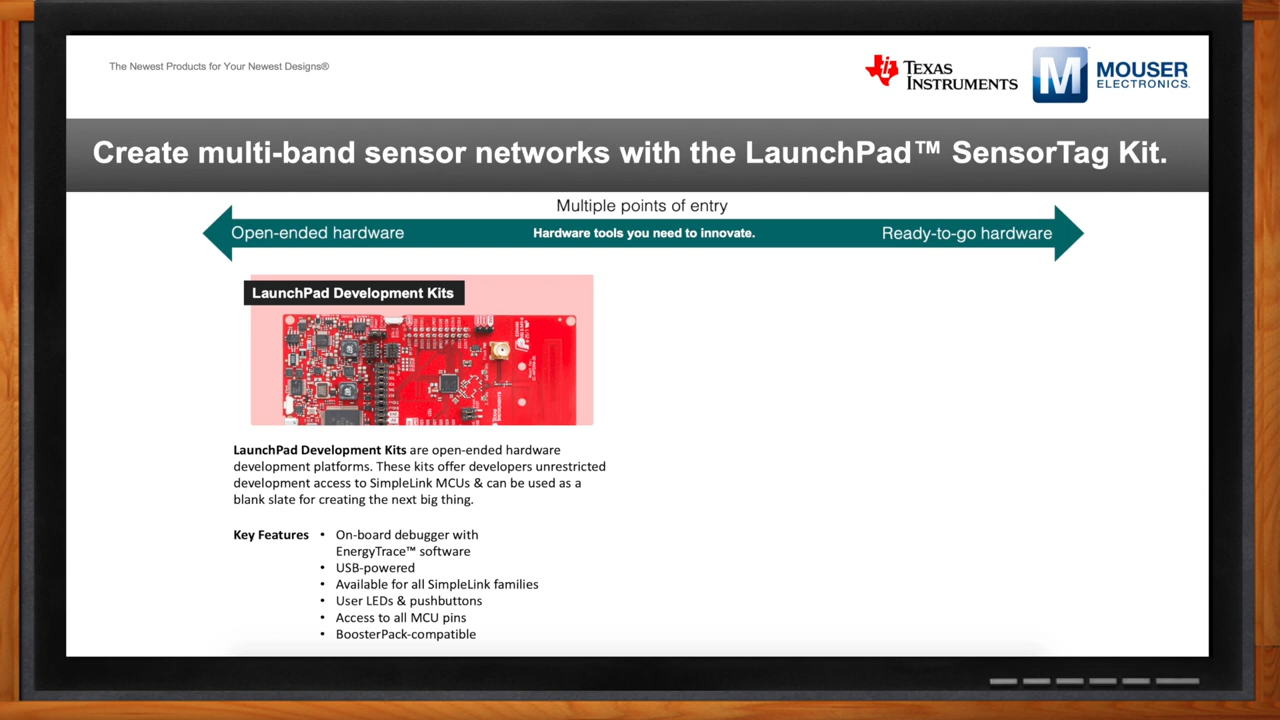 The Newest Products for Your Newest Designs®
TEXAS
INSTRUMENTS
M
MOUSER
ELECTRONICS.
Create multi-band sensor networks with the LaunchPad™ SensorTag Kit.
Multiple points of entry
Open-ended hardware
Hardware tools you need to innovate.
Ready-to-go hardware
LaunchPad Development Kits
LaunchPad Development Kits are open-ended hardware
development platforms. These kits offer developers unrestricted
development access to SimpleLink MCUs & can be used as a
blank slate for creating the next big thing.
Key Features • On-board debugger with
EnergyTrace™ software
• USB-powered
• Available for all SimpleLink families
• User LEDs & pushbuttons
• Access to all MCU pins
• BoosterPack-compatible